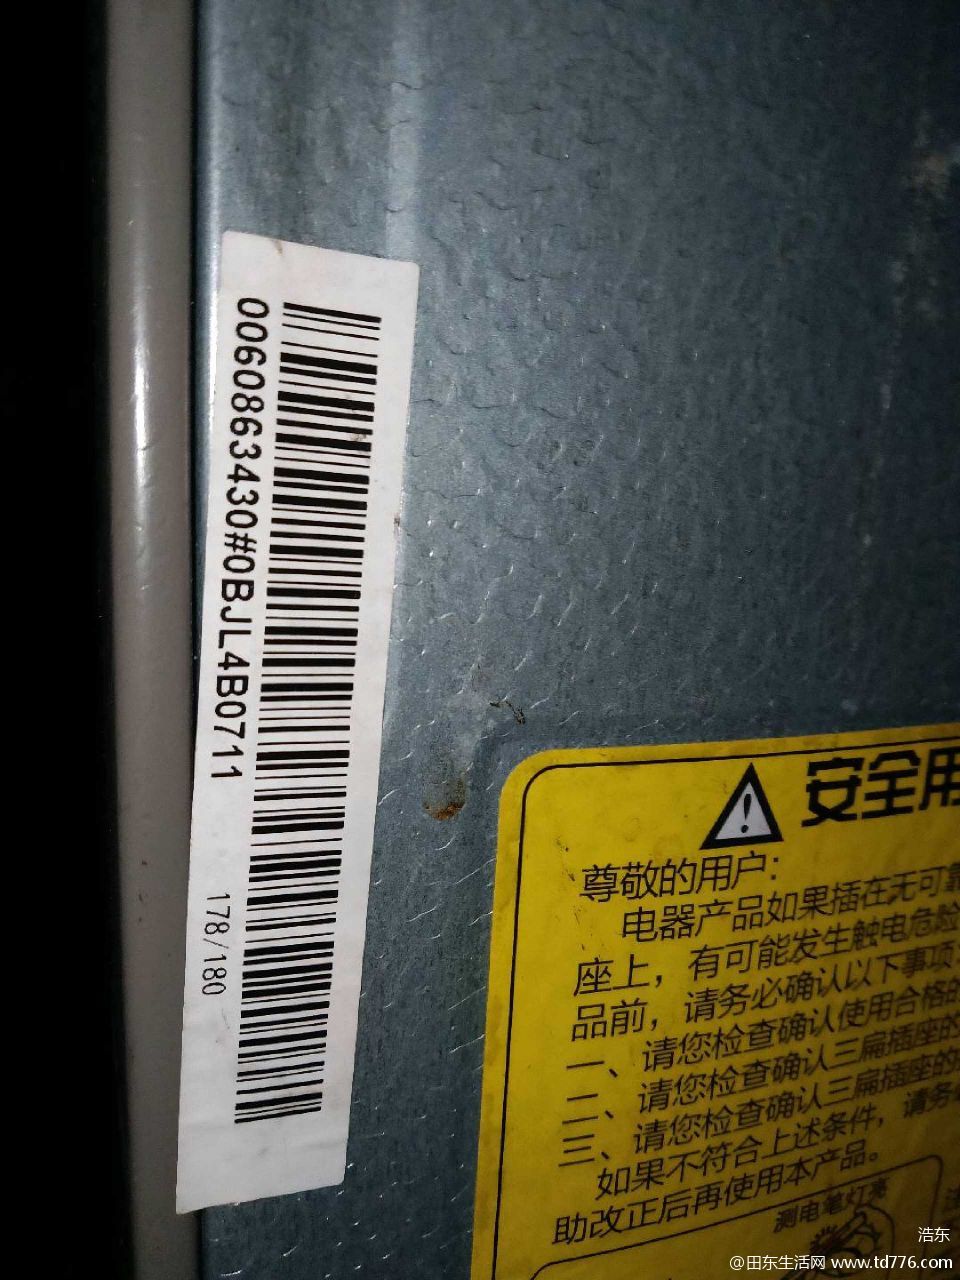 0060863430#0BJL4B0711
178/180
安全用
尊敬的用户：
电器产品如果插在无可靠
座上，有可能发生触电危险
品前，请务必确认以下事项：
一、请您检查确认使用合格的
二、请您检查确认三扁插座的
三、请您检查确认三扁插座的
如果不符合上述条件，请务
助改正后再使用本产品。
测电笔灯亮
浩东
@田东生活网 www.td776.com